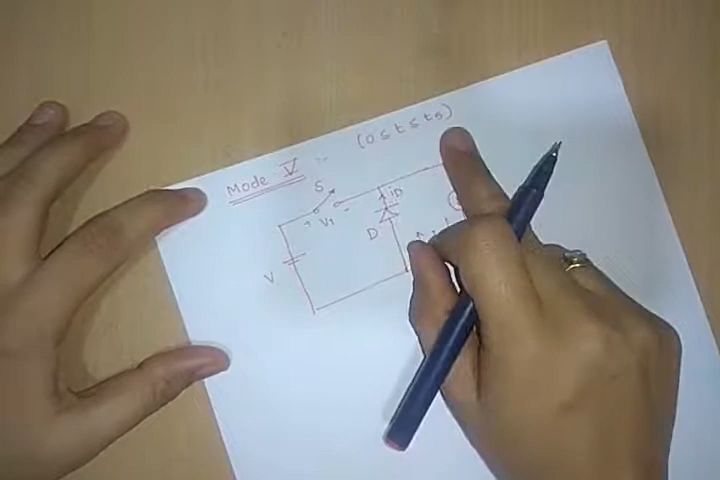 Mode V :- (0 ≤ t ≤ t5)
S
+ V1 -
iD
D
V